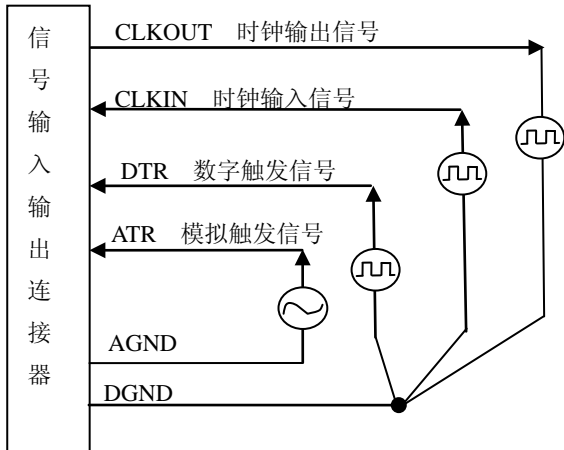 信号输入输出连接器
CLKOUT 时钟输出信号
CLKIN 时钟输入信号
DTR 数字触发信号
ATR 模拟触发信号
AGND
DGND